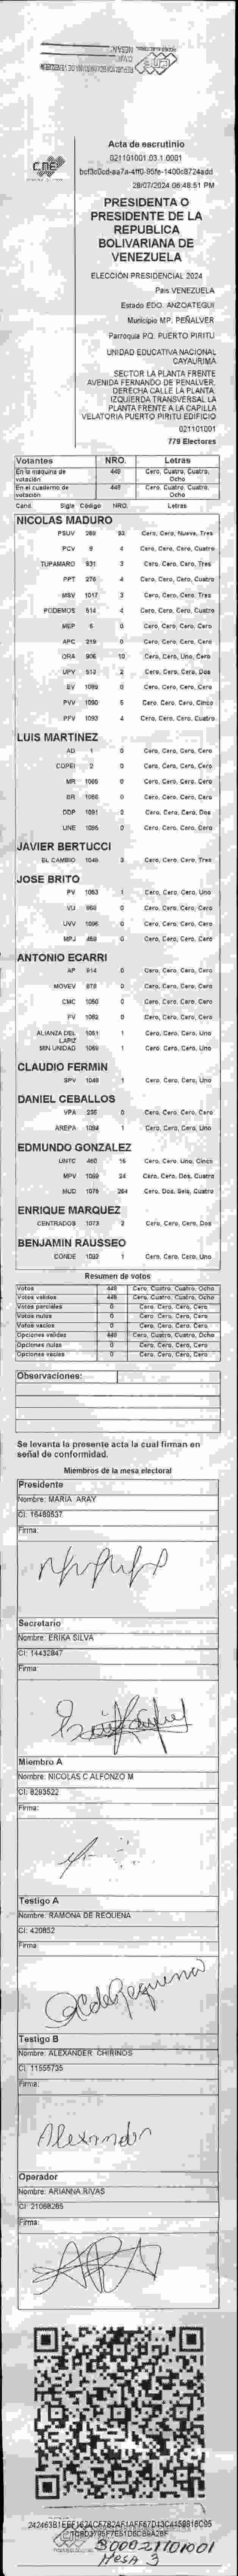 CNE
Acta de escrutinio
021101001.03.1.0001
bcf3c0cd-aa7a-4ff0-95fe-1400c8724add
28/07/2024 06:48:51 PM
PRESIDENTA O
PRESIDENTE DE LA
REPUBLICA
BOLIVARIANA DE
VENEZUELA
ELECCIÓN PRESIDENCIAL 2024
País VENEZUELA
Estado EDO. ANZOATEGUI
Municipio MP. PEÑALVER
Parroquia PQ. PUERTO PIRITU
UNIDAD EDUCATIVA NACIONAL
CAYAURIMA
SECTOR LA PLANTA FRENTE
AVENIDA FERNANDO DE PENALVER.
DERECHA CALLE LA PLANTA.
IZQUIERDA TRANSVERSAL LA
PLANTA FRENTE A LA CAPILLA
VELATORIA PUERTO PIRITU EDIFICIO
021101001
779 Electores
Votantes NRO. Letras
En la máquina de votación 448 Cero, Cuatro, Cuatro, Ocho
En el cuaderno de votación 448 Cero, Cuatro, Cuatro, Ocho
Cand. Sigla Código NRO. Letras
NICOLAS MADURO
PSUV 269 93 Cero, Cero, Nueve, Tres
PCV 9 4 Cero, Cero, Cero, Cuatro
TUPAMARO 931 3 Cero, Cero, Cero, Tres
PPT 276 4 Cero, Cero, Cero, Cuatro
MSV 1017 3 Cero, Cero, Cero, Tres
PODEMOS 514 4 Cero, Cero, Cero, Cuatro
MEP 6 0 Cero, Cero, Cero, Cero
APC 219 0 Cero, Cero, Cero, Cero
ORA 906 10 Cero, Cero, Uno, Cero
UPV 513 2 Cero, Cero, Cero, Dos
EV 1089 0 Cero, Cero, Cero, Cero
PVV 1090 5 Cero, Cero, Cero, Cinco
PFV 1093 4 Cero, Cero, Cero, Cuatro
LUIS MARTINEZ
AD 1 0 Cero, Cero, Cero, Cero
COPEI 2 0 Cero, Cero, Cero, Cero
MR 1065 0 Cero, Cero, Cero, Cero
BR 1066 0 Cero, Cero, Cero, Cero
DDP 1091 0 Cero, Cero, Cero, Dos
UNE 1095 0 Cero, Cero, Cero, Cero
JAVIER BERTUCCI
EL CAMBIO 1048 3 Cero, Cero, Cero, Tres
JOSE BRITO
PV 1053 1 Cero, Cero, Cero, Uno
VU 868 0 Cero, Cero, Cero, Cero
UVV 1096 0 Cero, Cero, Cero, Cero
MPJ 459 0 Cero, Cero, Cero, Cero
ANTONIO ECARRI
AP 914 0 Cero, Cero, Cero, Cero
MOVEV 878 0 Cero, Cero, Cero, Cero
CMC 1050 0 Cero, Cero, Cero, Cero
FV 1082 0 Cero, Cero, Cero, Cero
ALIANZA DEL LAPIZ 1051 1 Cero, Cero, Cero, Uno
MIN UNIDAD 1069 1 Cero, Cero, Cero, Uno
CLAUDIO FERMIN
SPV 1049 1 Cero, Cero, Cero, Uno
DANIEL CEBALLOS
VPA 235 0 Cero, Cero, Cero, Cero
AREPA 1094 1 Cero, Cero, Cero, Uno
EDMUNDO GONZALEZ
UNTC 460 15 Cero, Cero, Uno, Cinco
MPV 1069 24 Cero, Cero, Dos, Cuatro
MUD 1079 264 Cero, Dos, Seis, Cuatro
ENRIQUE MARQUEZ
CENTRADOS 1073 2 Cero, Cero, Cero, Dos
BENJAMIN RAUSSEO
CONDE 1092 1 Cero, Cero, Cero, Uno
Resumen de votos
Votos 448 Cero, Cuatro, Cuatro, Ocho
Votos validos 448 Cero, Cuatro, Cuatro, Ocho
Votos parciales 0 Cero, Cero, Cero, Cero
Votos nulos 0 Cero, Cero, Cero, Cero
Votos vacíos 0 Cero, Cero, Cero, Cero
Opciones validas 448 Cero, Cuatro, Cuatro, Ocho
Opciones nulas 0 Cero, Cero, Cero, Cero
Opciones vacías 0 Cero, Cero, Cero, Cero
Observaciones:
Se levanta la presente acta la cual firman en
señal de conformidad.
Miembros de la mesa electoral
Presidente
Nombre: MARIA ARAY
CI: 16489537
Firma:
Secretario
Nombre: ERIKA SILVA
CI: 14432847
Firma:
Miembro A
Nombre: NICOLAS C ALFONZO M
CI: 8293522
Firma:
Testigo A
Nombre: RAMONA DE REQUENA
CI: 420852
Firma:
Testigo B
Nombre: ALEXANDER CHIRINOS
CI: 11555735
Firma:
Alexander
Operador
Nombre: ARIANNA RIVAS
CI: 21068265
Firma:
Mesa 3